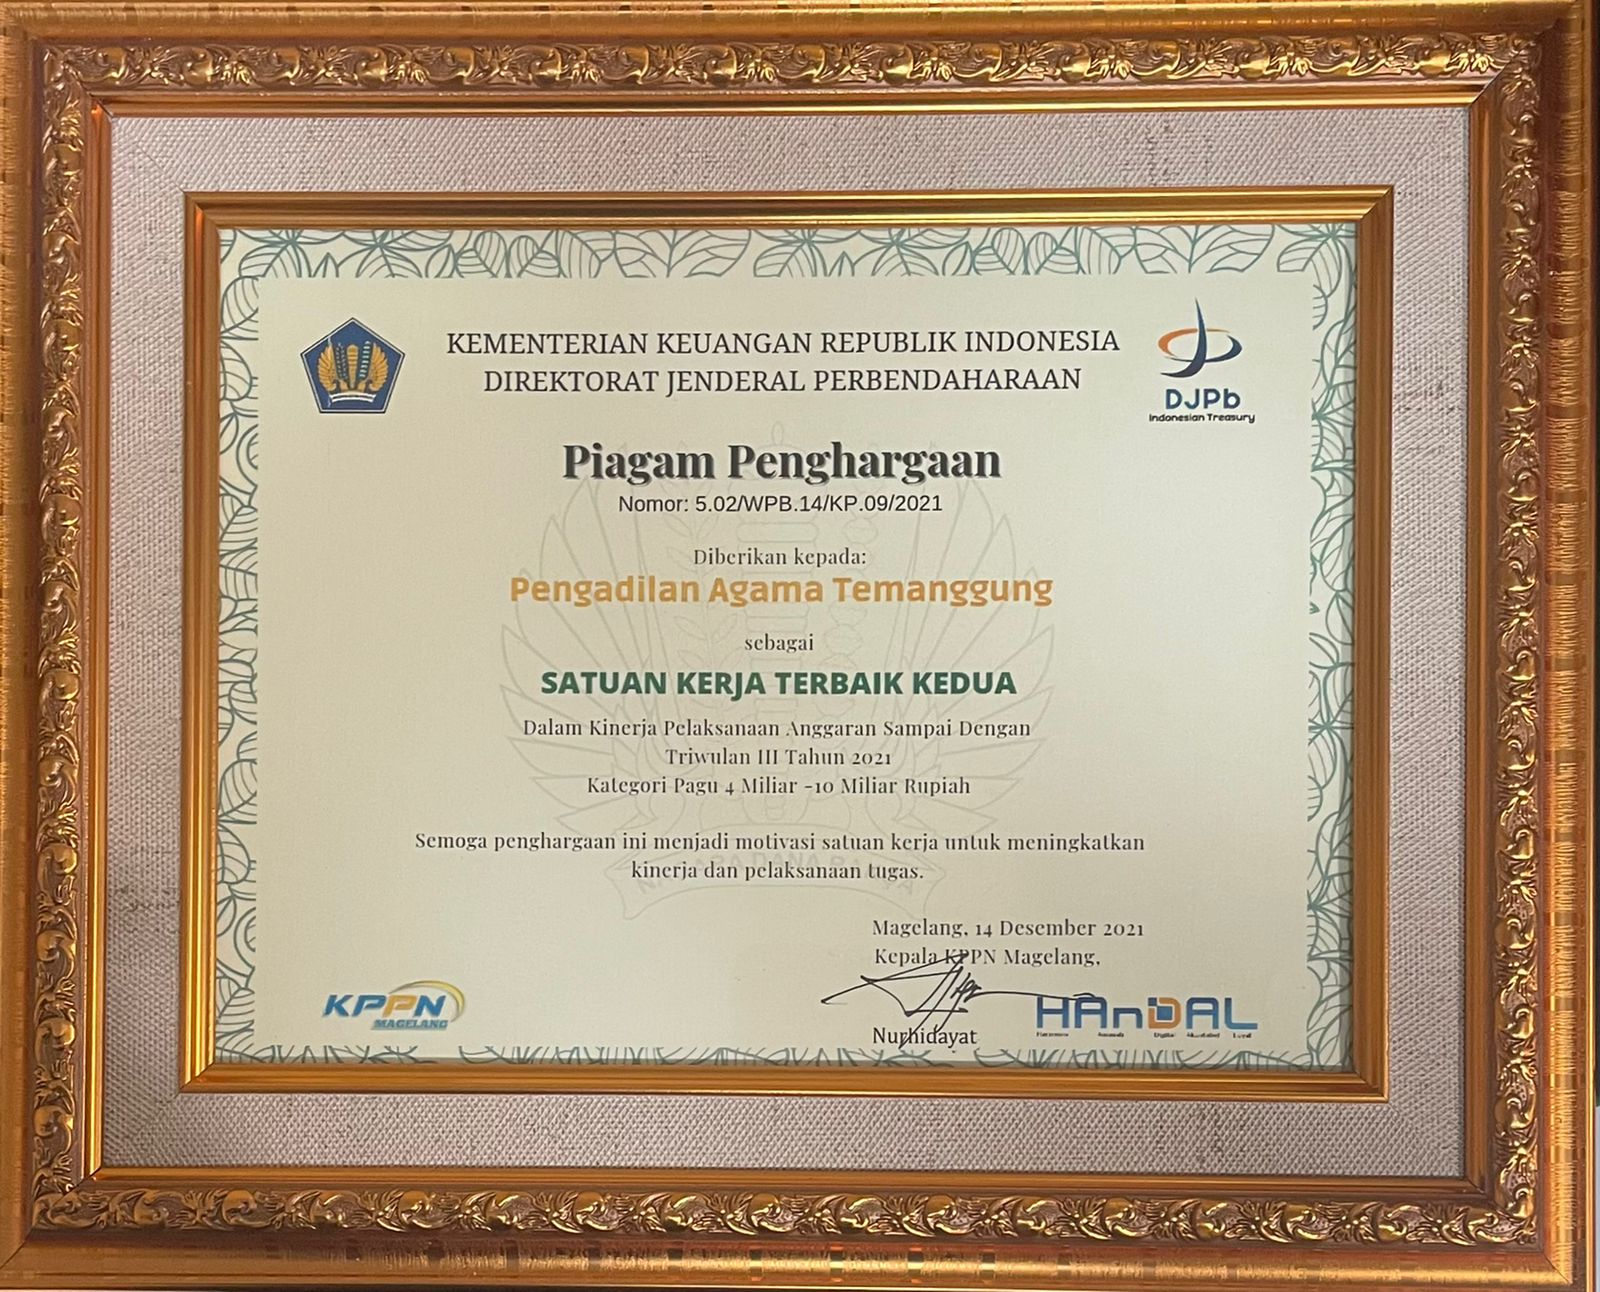 KEMENTERIAN KEUANGAN REPUBLIK INDONESIA
DIREKTORAT JENDERAL PERBENDAHARAAN
DJPb
Indonesian Treasury
Piagam Penghargaan
Nomor: 5.02/WPB.14/KP.09/2021
Diberikan kepada:
Pengadilan Agama Temanggung
sebagai
SATUAN KERJA TERBAIK KEDUA
Dalam Kinerja Pelaksanaan Anggaran Sampai Dengan
Triwulan III Tahun 2021
Kategori Pagu 4 Miliar -10 Miliar Rupiah
Semoga penghargaan ini menjadi motivasi satuan kerja untuk meningkatkan
kinerja dan pelaksanaan tugas.
Magelang, 14 Desember 2021
Kepala KPPN Magelang,
Nurhidayat
KPPN
MAGELANG
HAnDAL